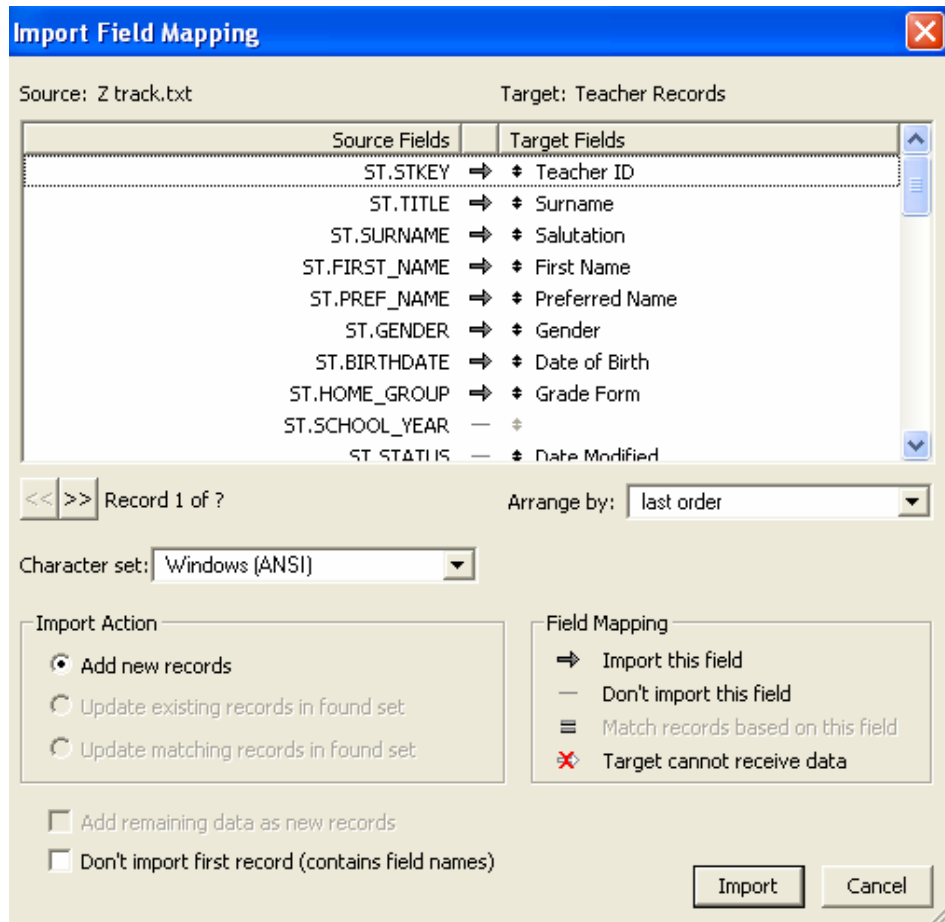 Import Field Mapping
Source: Z track.txt Target: Teacher Records
Source Fields Target Fields
ST.STKEY Teacher ID
ST.TITLE Surname
ST.SURNAME Salutation
ST.FIRST_NAME First Name
ST.PREF_NAME Preferred Name
ST.GENDER Gender
ST.BIRTHDATE Date of Birth
ST.HOME_GROUP Grade Form
ST.SCHOOL_YEAR
ST.STATUS Date Modified
<< >> Record 1 of ? Arrange by: last order
Character set: Windows (ANSI)
Import Action
Add new records
Update existing records in found set
Update matching records in found set
Field Mapping
Import this field
Don't import this field
Match records based on this field
Target cannot receive data
Add remaining data as new records
Don't import first record (contains field names)
Import Cancel